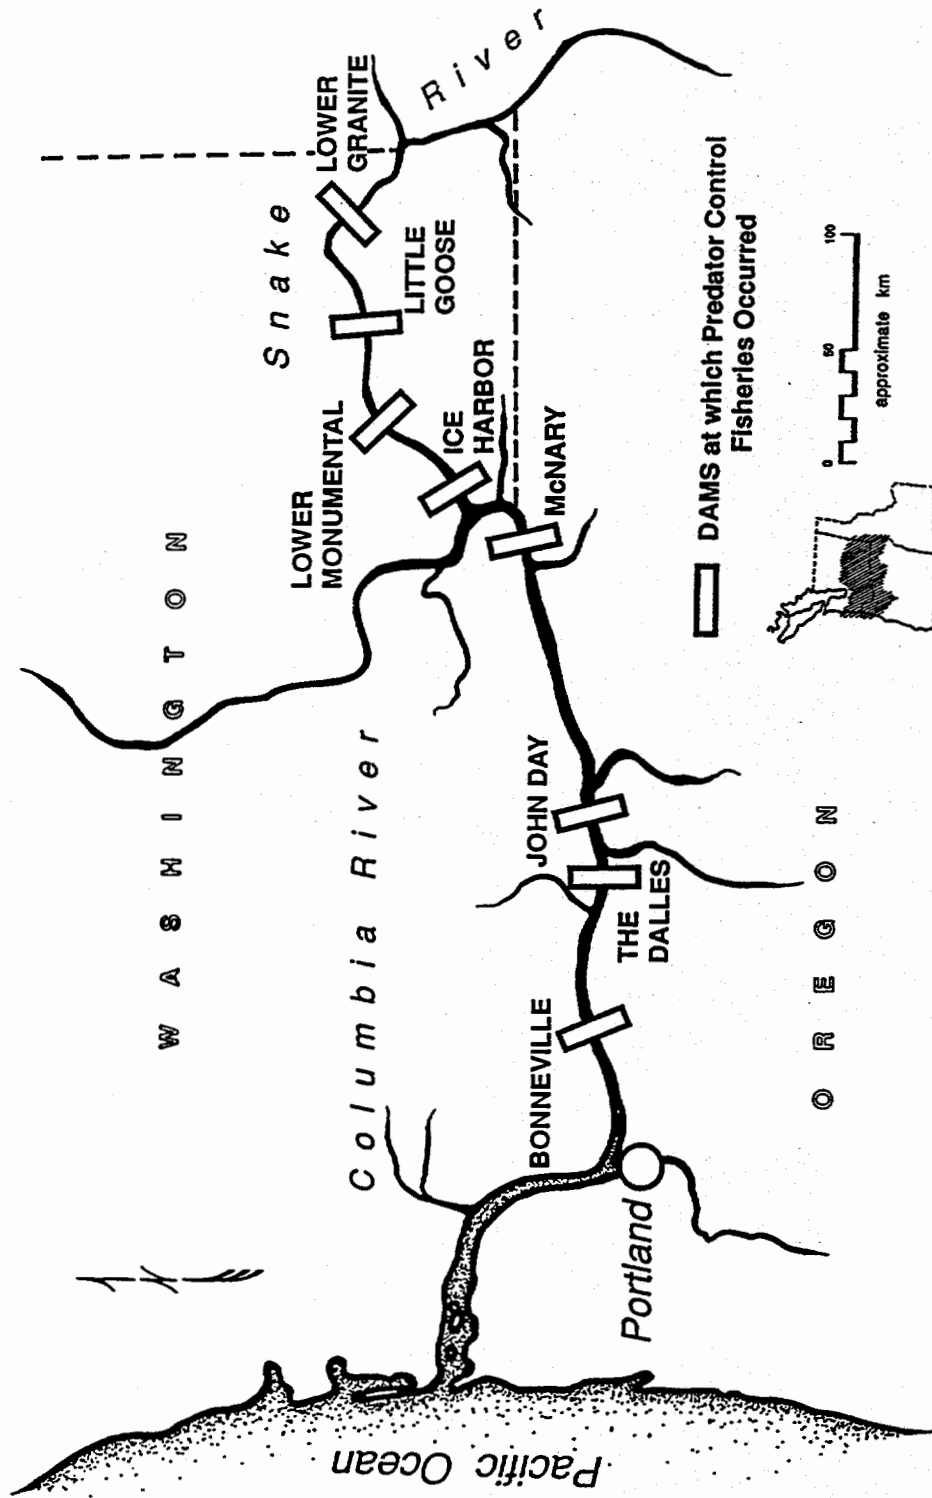 WASHINGTON
Snake
River
LOWER
GRANITE
LITTLE
GOOSE
LOWER
MONUMENTAL
ICE
HARBOR
McNARY
Columbia River
JOHN DAY
THE
DALLES
BONNEVILLE
Portland
Pacific Ocean
OREGON
DAMS at which Predator Control
Fisheries Occurred
0 50 100
approximate km